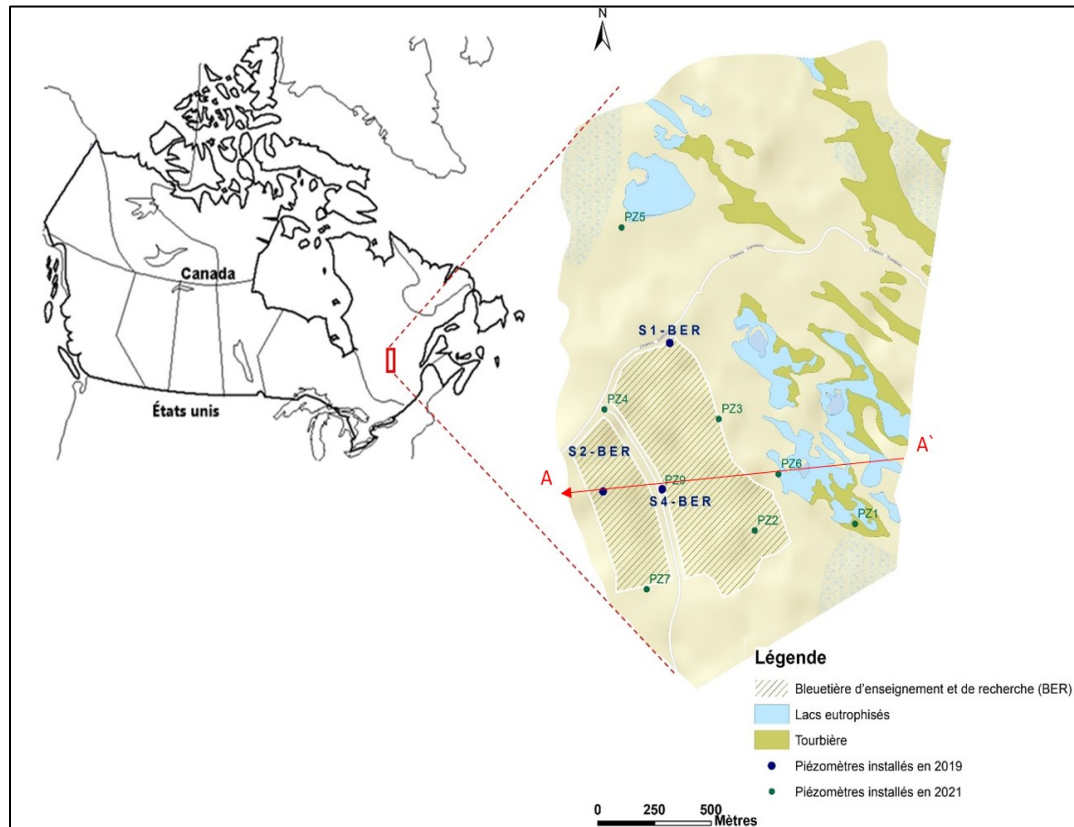 N
Canada
États unis
PZ5
S1-BER
PZ4
PZ3
S2-BER
A
A`
PZ6
PZ9
S4-BER
PZ1
PZ2
PZ7
Légende
Bleuetière d'enseignement et de recherche (BER)
Lacs eutrophisés
Tourbière
Piézomètres installés en 2019
Piézomètres installés en 2021
0 250 500
Mètres